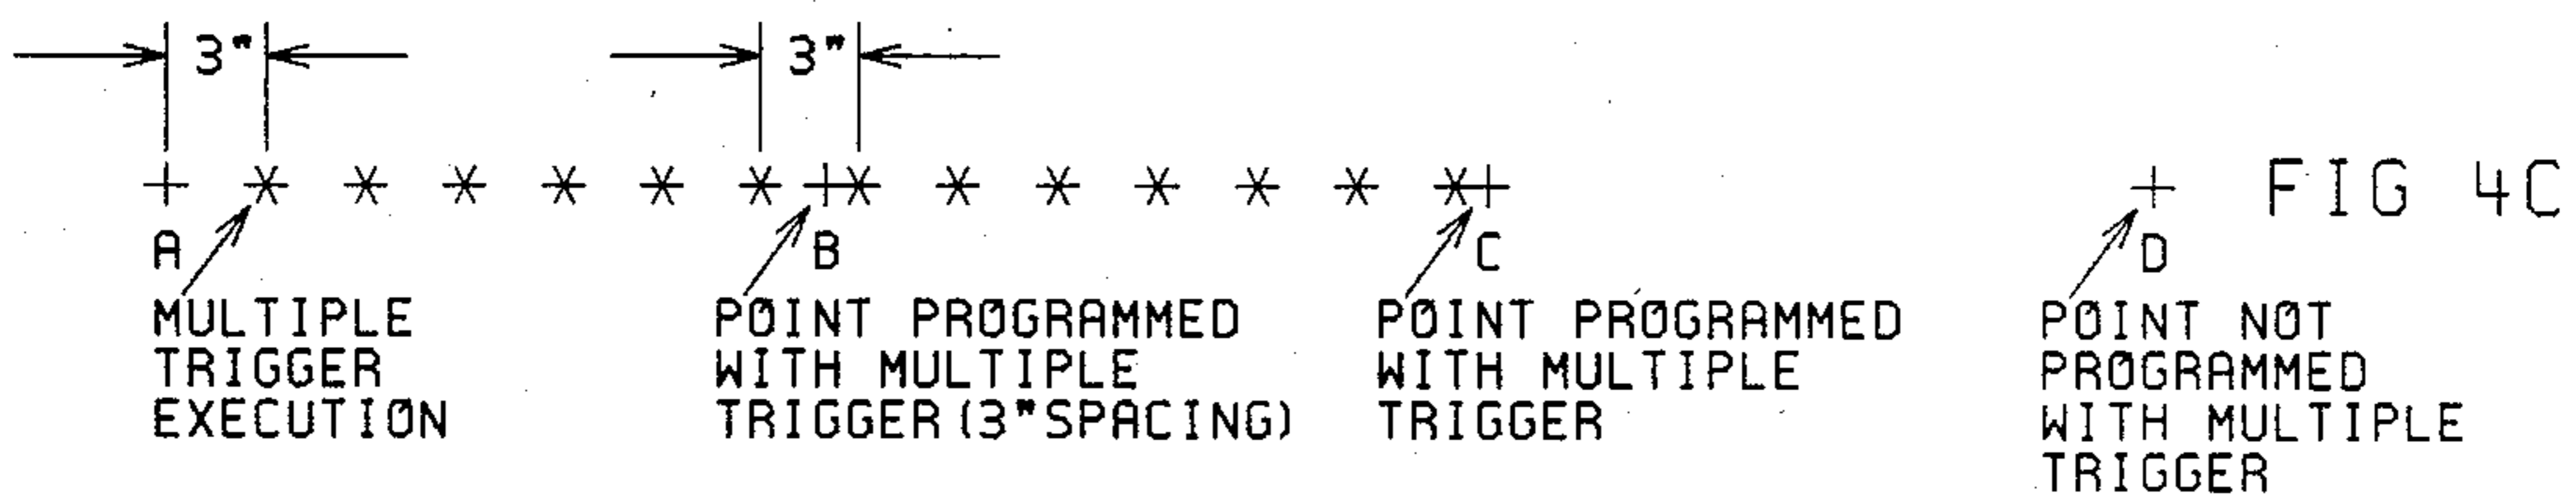 3" 3"
FIG 4C
A B C D
MULTIPLE
TRIGGER
EXECUTION
POINT PROGRAMMED
WITH MULTIPLE
TRIGGER (3" SPACING)
POINT PROGRAMMED
WITH MULTIPLE
TRIGGER
POINT NOT
PROGRAMMED
WITH MULTIPLE
TRIGGER